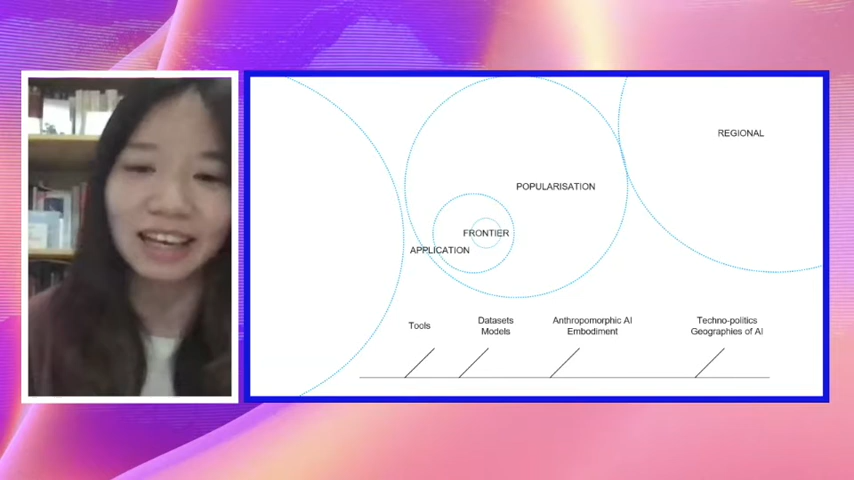 REGIONAL
POPULARISATION
FRONTIER
APPLICATION
Tools
Datasets
Models
Anthropomorphic AI
Embodiment
Techno-politics
Geographies of AI